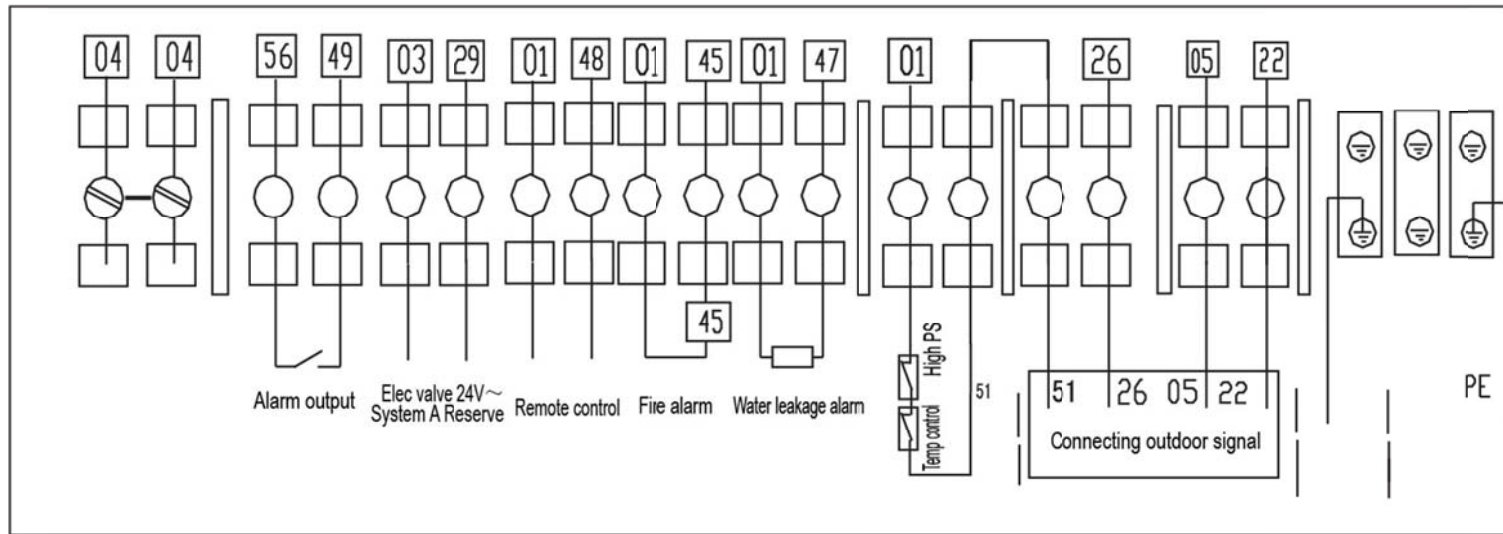 04 04 56 49 03 29 01 48 01 45 01 47 01 26 05 22
45
High PS
Temp control
51
51 26 05 22
Connecting outdoor signal
PE
Alarm output
Elec valve 24V～
System A Reserve
Remote control
Fire alarm
Water leakage alarn